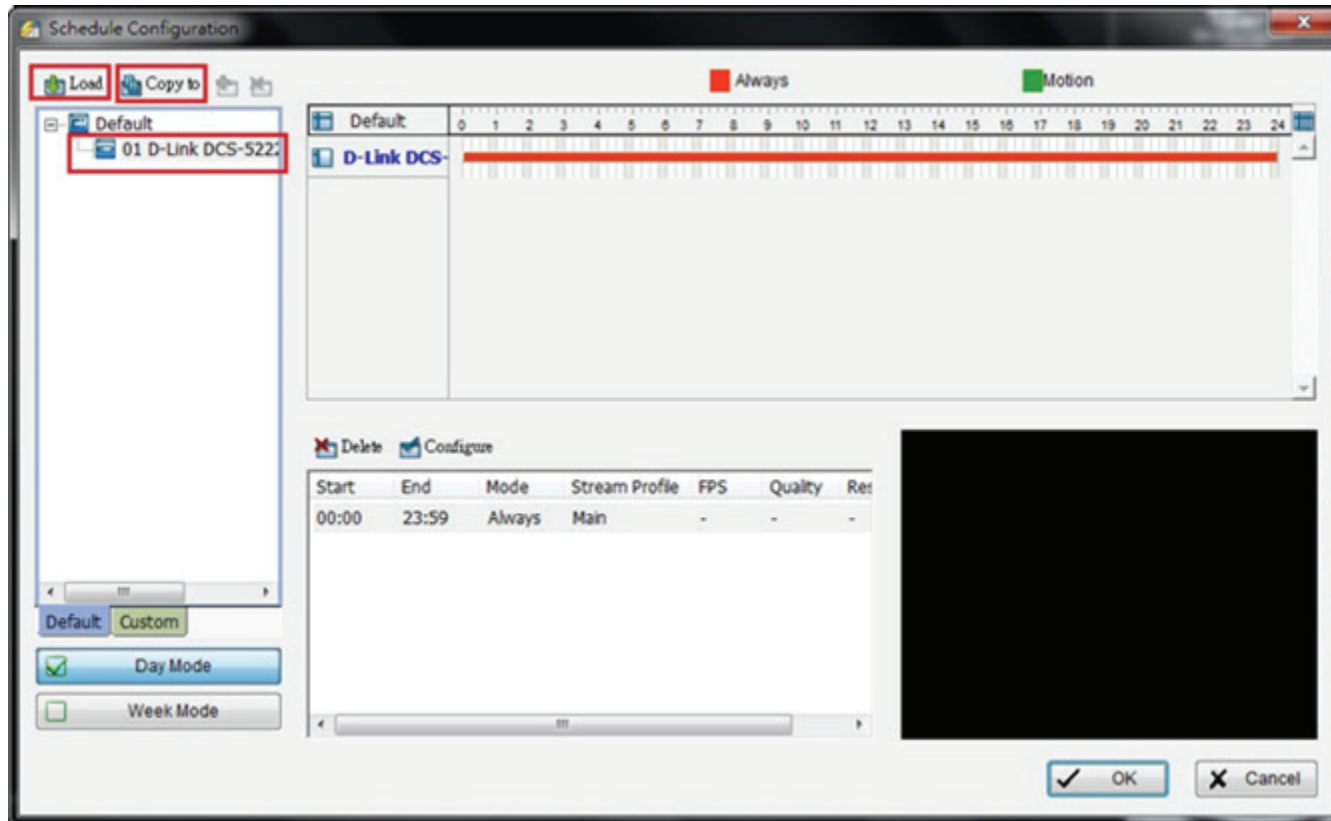 Schedule Configuration
Load Copy to
Always Motion
Default
01 D-Link DCS-5222
Default 0 1 2 3 4 5 6 7 8 9 10 11 12 13 14 15 16 17 18 19 20 21 22 23 24
D-Link DCS-
Delete Configure
Start End Mode Stream Profile FPS Quality Res
00:00 23:59 Always Main - - -
Default Custom
Day Mode
Week Mode
OK Cancel